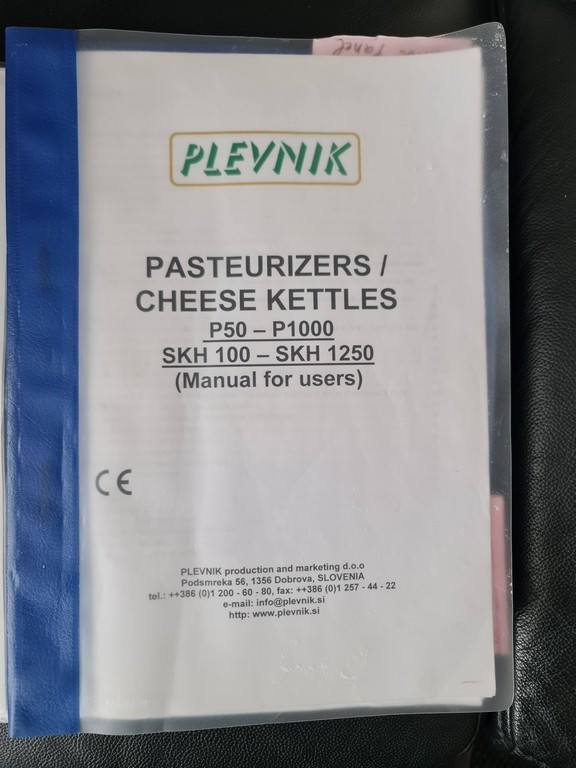 Panel
PLEVNIK
PASTEURIZERS /
CHEESE KETTLES
P50 – P1000
SKH 100 – SKH 1250
(Manual for users)
CE
PLEVNIK production and marketing d.o.o
Podsmreka 56, 1356 Dobrova, SLOVENIA
tel.: ++386 (0)1 200 - 60 - 80, fax: ++386 (0)1 257 - 44 - 22
e-mail: info@plevnik.si
http: www.plevnik.si